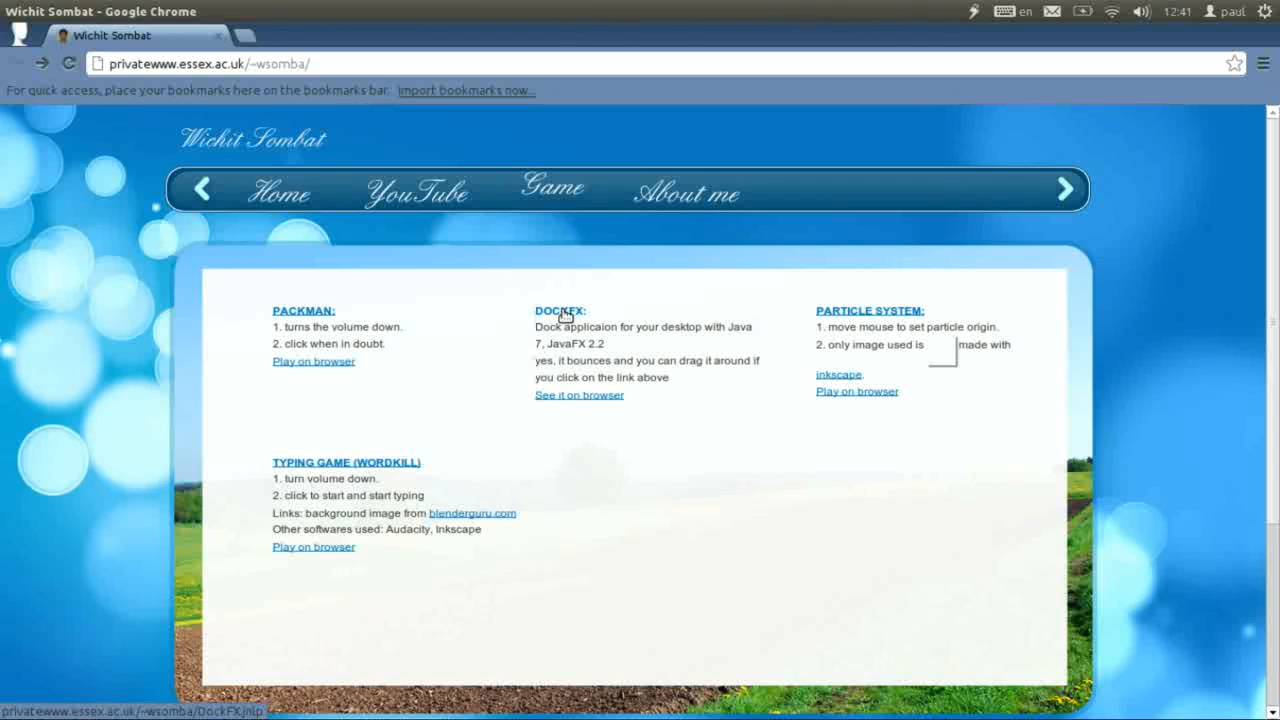 Wichit Sombat - Google Chrome
en
12:41
paul
Wichit Sombat
privatewww.essex.ac.uk/~wsomba/
For quick access, place your bookmarks here on the bookmarks bar. Import bookmarks now...
Wichit Sombat
Home YouTube Game About me
PACKMAN:
1. turns the volume down.
2. click when in doubt.
Play on browser
DOCKFX:
Dock applicaion for your desktop with Java
7, JavaFX 2.2
yes, it bounces and you can drag it around if
you click on the link above
See it on browser
PARTICLE SYSTEM:
1. move mouse to set particle origin.
2. only image used is made with
inkscape.
Play on browser
TYPING GAME (WORDKILL)
1. turn volume down.
2. click to start and start typing
Links: background image from blenderguru.com
Other softwares used: Audacity, Inkscape
Play on browser
privatewww.essex.ac.uk/~wsomba/DockFX.jnlp